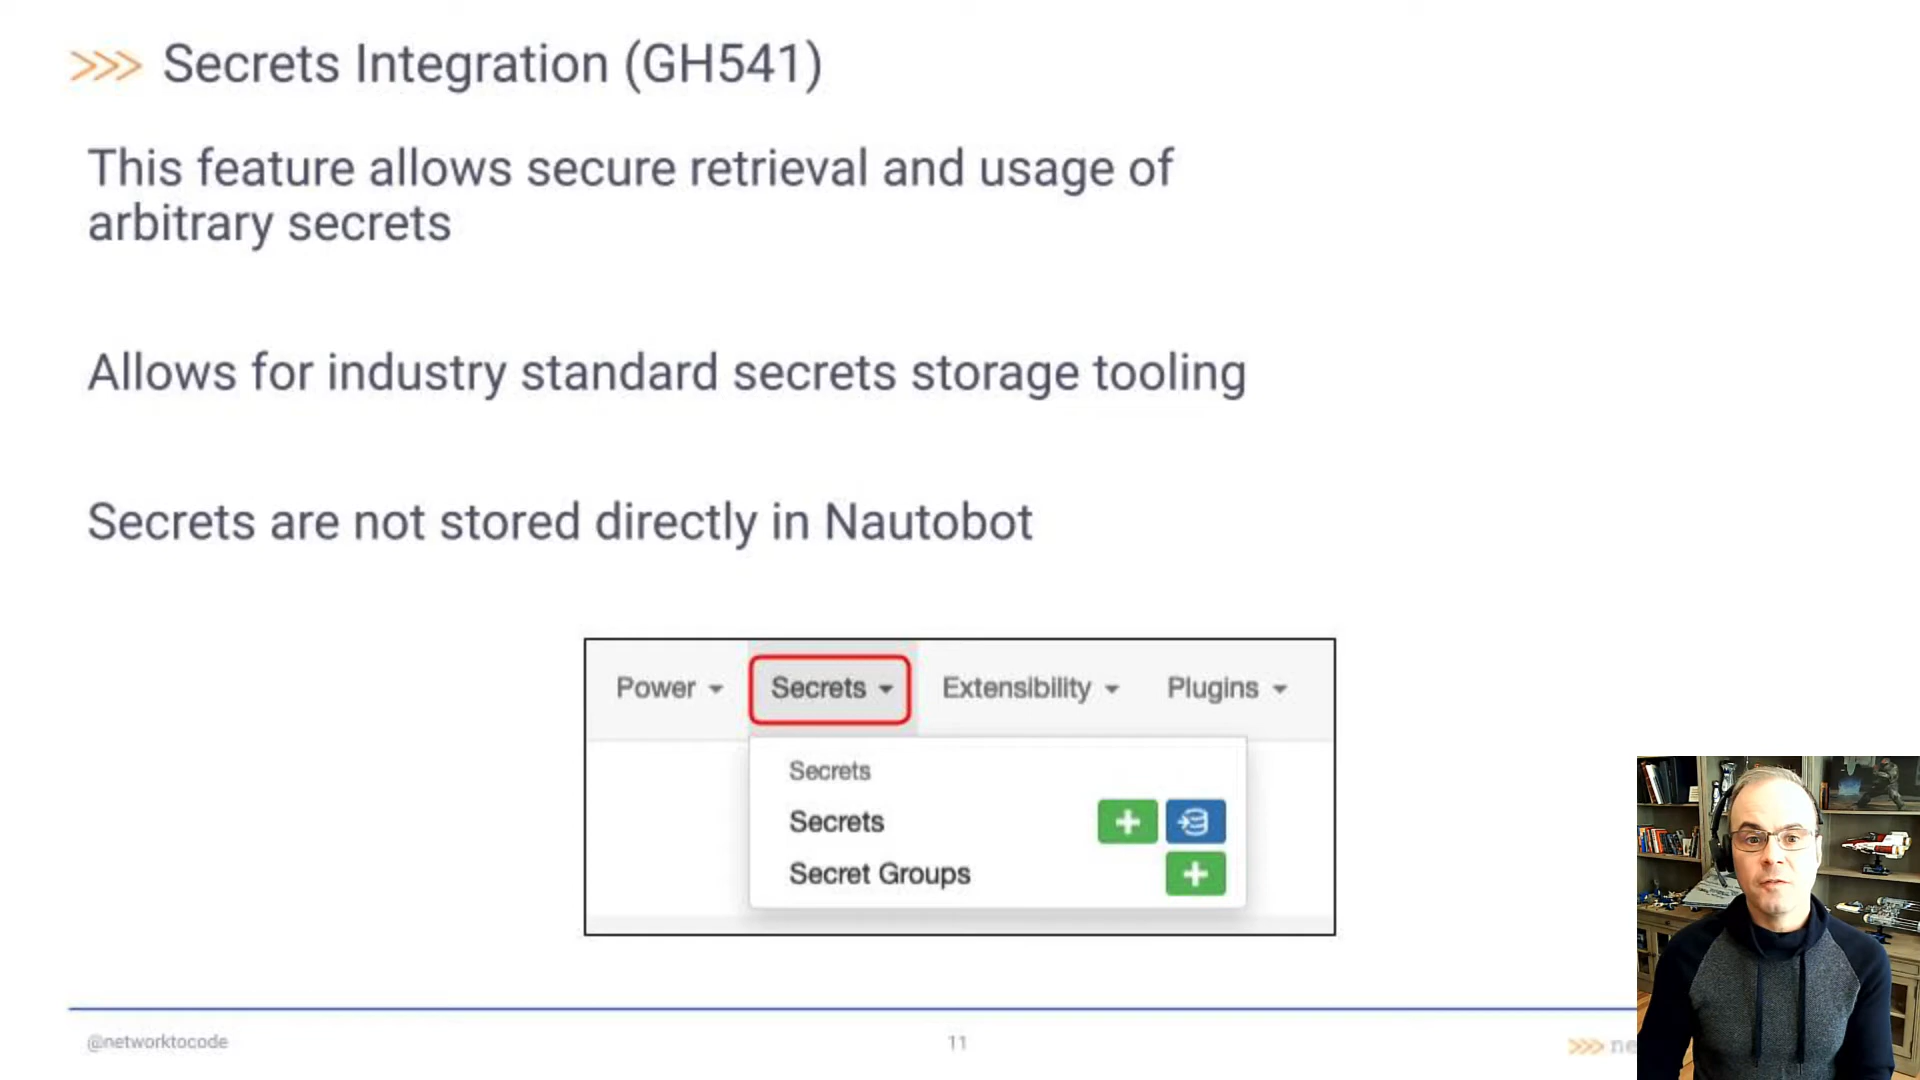 >>> Secrets Integration (GH541)
This feature allows secure retrieval and usage of
arbitrary secrets
Allows for industry standard secrets storage tooling
Secrets are not stored directly in Nautobot
Power Secrets Extensibility Plugins
Secrets
Secrets
Secret Groups
@networktocode
11
>>> ne